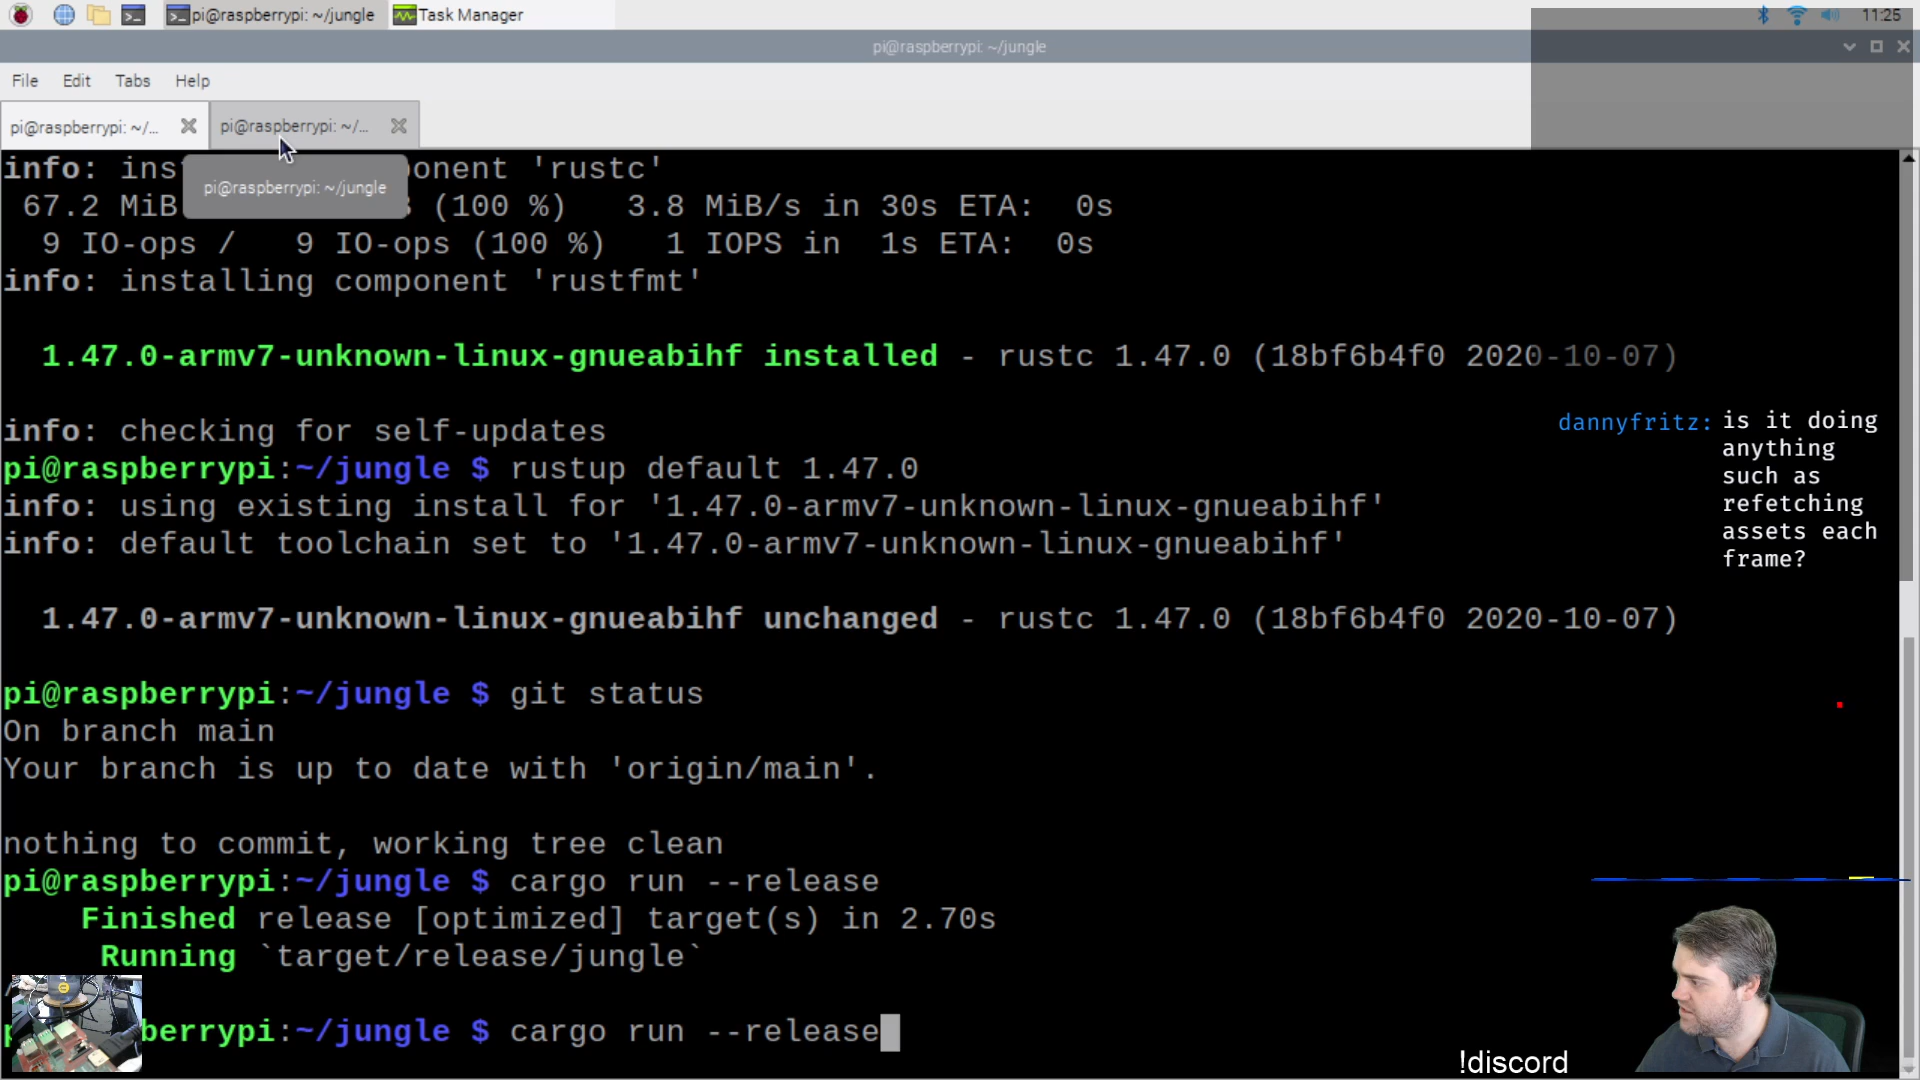 pi@raspberrypi: ~/jungle
Task Manager
11:25
pi@raspberrypi: ~/jungle
File Edit Tabs Help
pi@raspberrypi: ~/...
pi@raspberrypi: ~/...
pi@raspberrypi: ~/jungle
info: ins ponent 'rustc'
67.2 MiB (100 %) 3.8 MiB/s in 30s ETA: 0s
9 IO-ops / 9 IO-ops (100 %) 1 IOPS in 1s ETA: 0s
info: installing component 'rustfmt'
1.47.0-armv7-unknown-linux-gnueabihf installed - rustc 1.47.0 (18bf6b4f0 2020-10-07)
info: checking for self-updates
pi@raspberrypi:~/jungle $ rustup default 1.47.0
info: using existing install for '1.47.0-armv7-unknown-linux-gnueabihf'
info: default toolchain set to '1.47.0-armv7-unknown-linux-gnueabihf'
1.47.0-armv7-unknown-linux-gnueabihf unchanged - rustc 1.47.0 (18bf6b4f0 2020-10-07)
pi@raspberrypi:~/jungle $ git status
On branch main
Your branch is up to date with 'origin/main'.
nothing to commit, working tree clean
pi@raspberrypi:~/jungle $ cargo run --release
Finished release [optimized] target(s) in 2.70s
Running `target/release/jungle`
berrypi:~/jungle $ cargo run --release
dannyfritz: is it doing
anything
such as
refetching
assets each
frame?
!discord